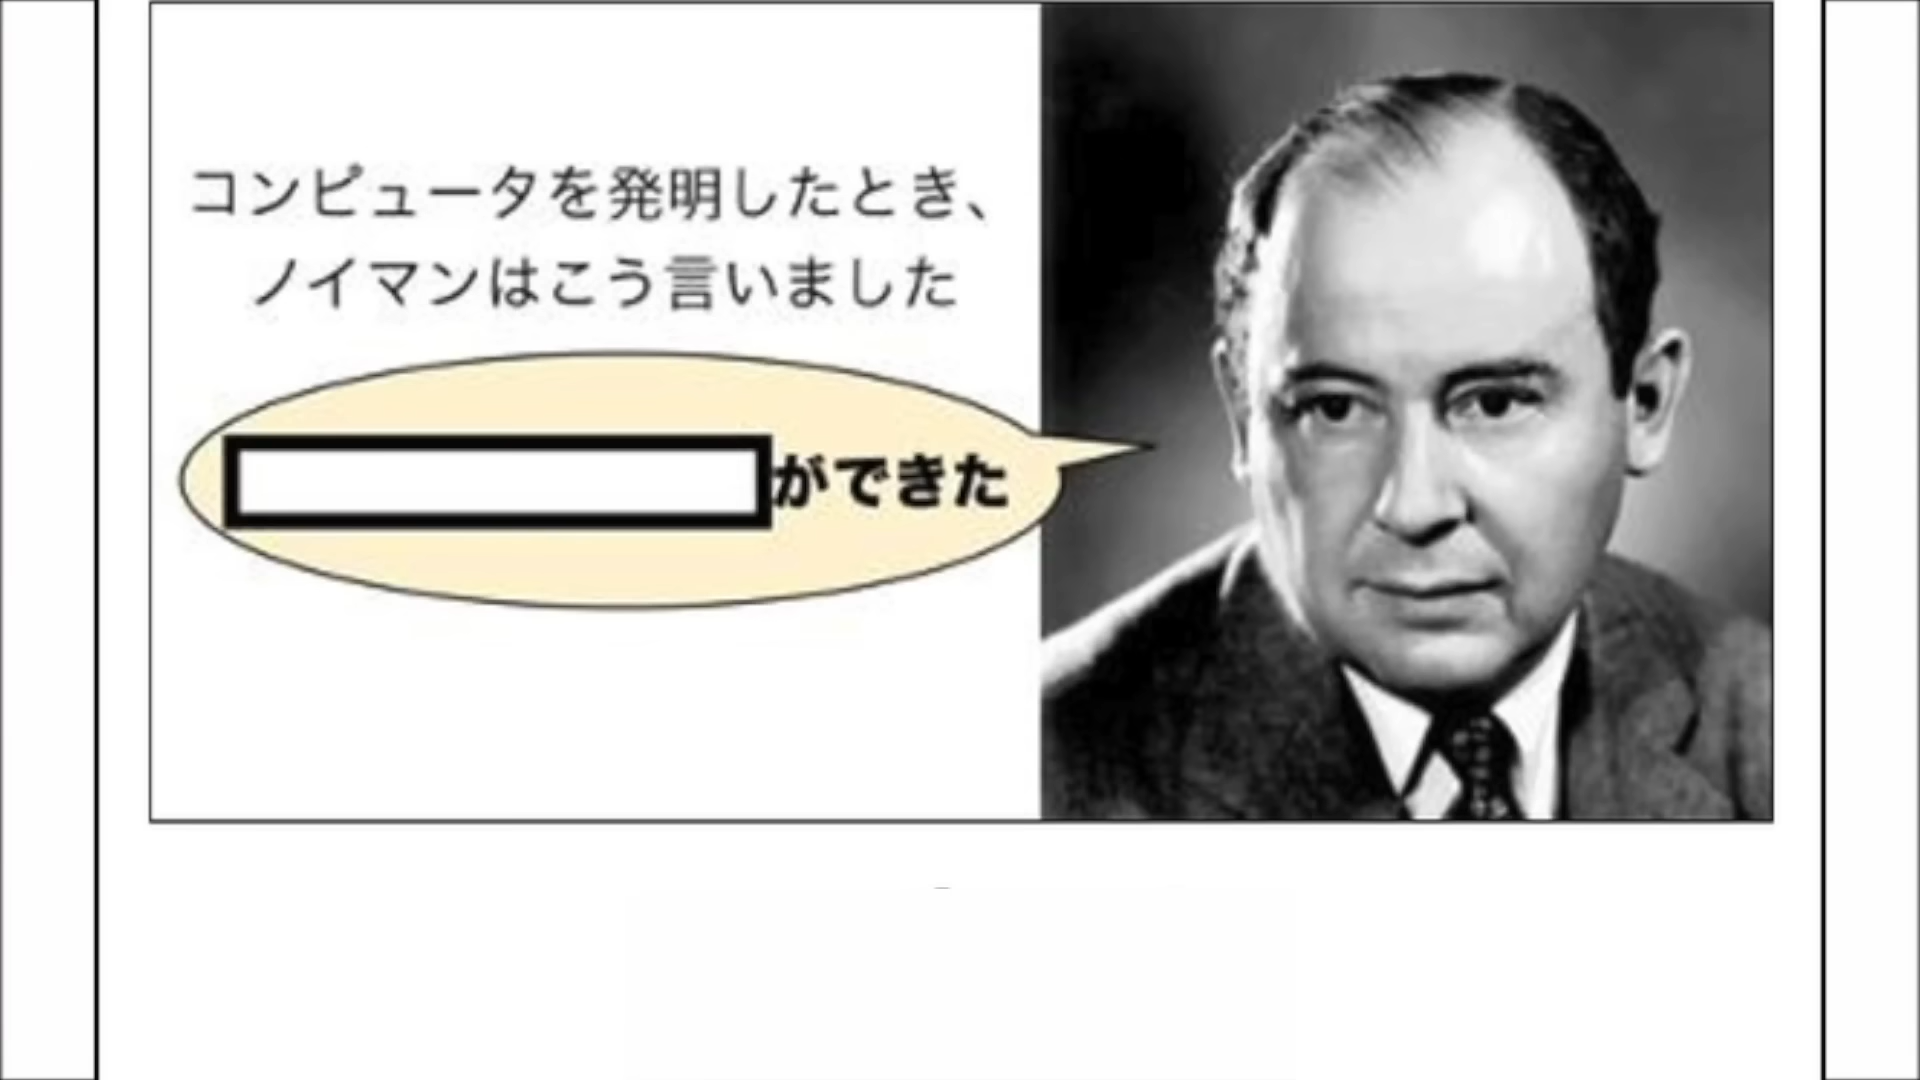 コンピュータを発明したとき、
ノイマンはこう言いました
ができた